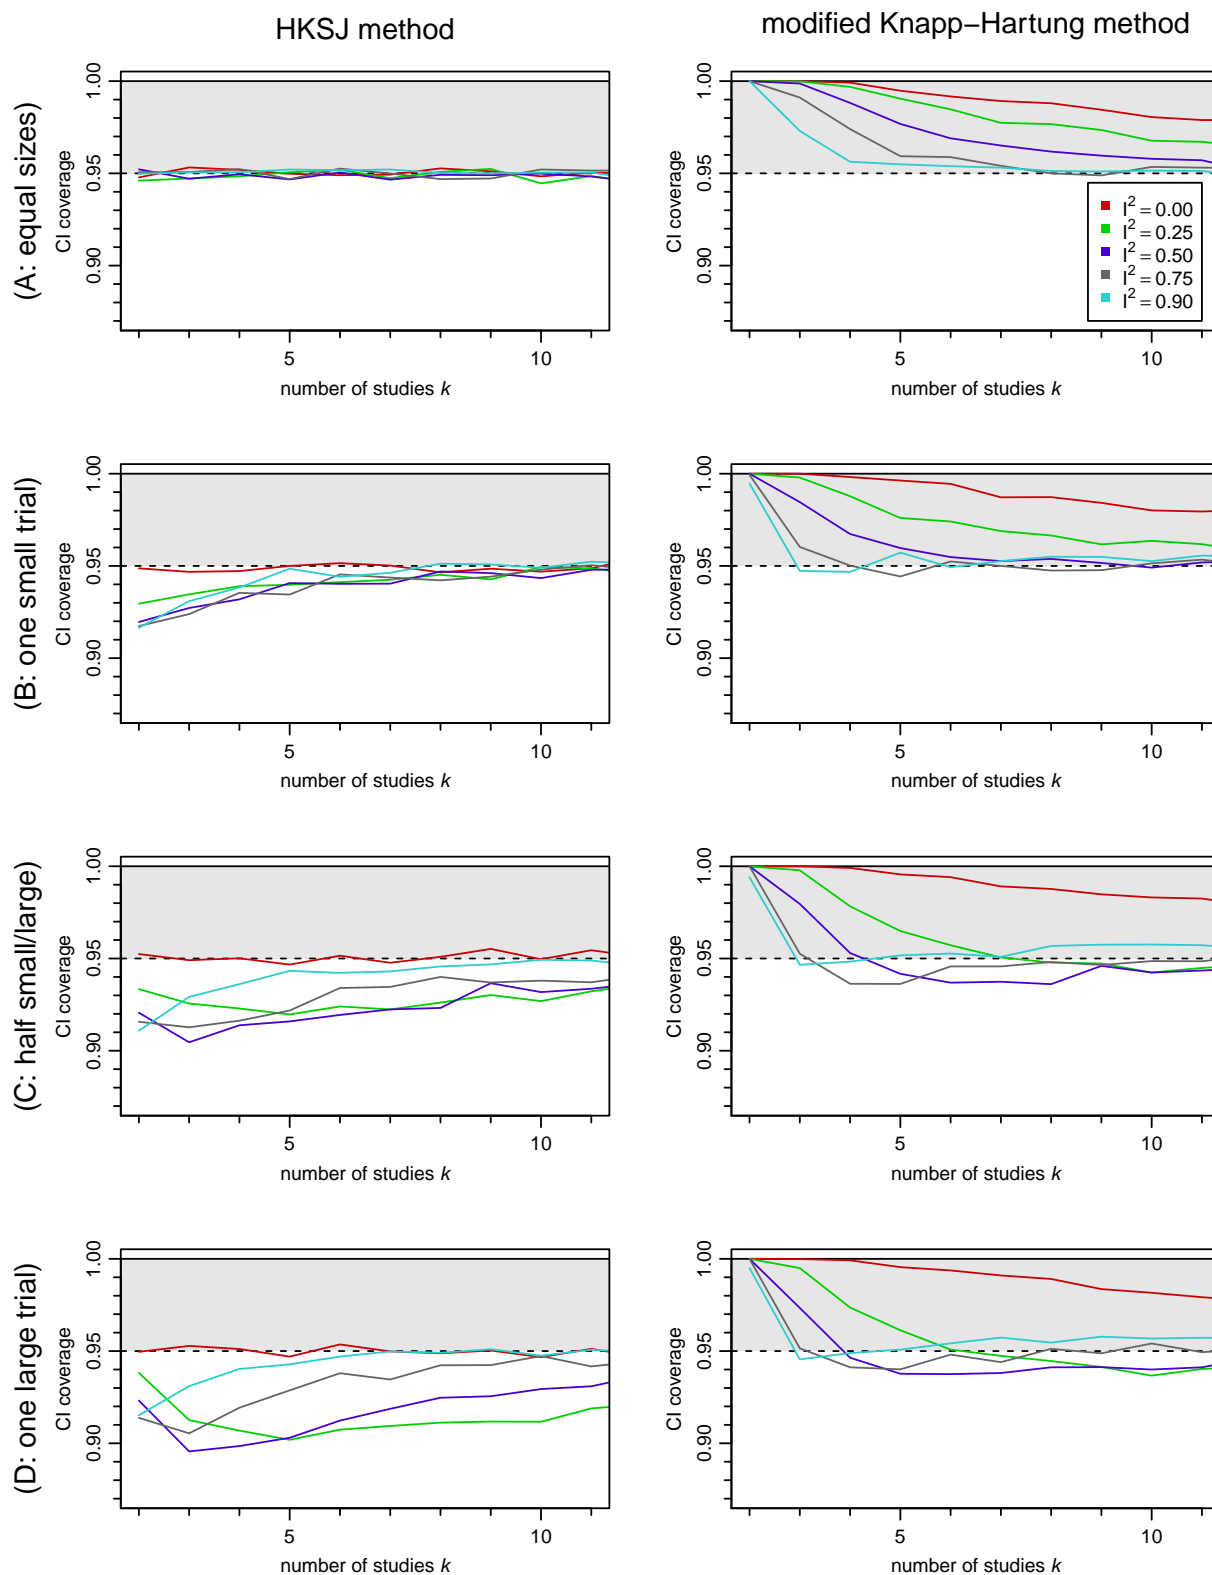 HKSJ method
modified Knapp−Hartung method
(A: equal sizes)
CI coverage
1.00
0.95
0.90
5
10
number of studies k
CI coverage
1.00
0.95
0.90
I² = 0.00
I² = 0.25
I² = 0.50
I² = 0.75
I² = 0.90
5
10
number of studies k
(B: one small trial)
CI coverage
1.00
0.95
0.90
5
10
number of studies k
CI coverage
1.00
0.95
0.90
5
10
number of studies k
(C: half small/large)
CI coverage
1.00
0.95
0.90
5
10
number of studies k
CI coverage
1.00
0.95
0.90
5
10
number of studies k
(D: one large trial)
CI coverage
1.00
0.95
0.90
5
10
number of studies k
CI coverage
1.00
0.95
0.90
5
10
number of studies k